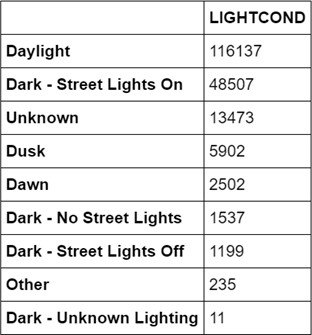 LIGHTCOND
Daylight 116137
Dark - Street Lights On 48507
Unknown 13473
Dusk 5902
Dawn 2502
Dark - No Street Lights 1537
Dark - Street Lights Off 1199
Other 235
Dark - Unknown Lighting 11